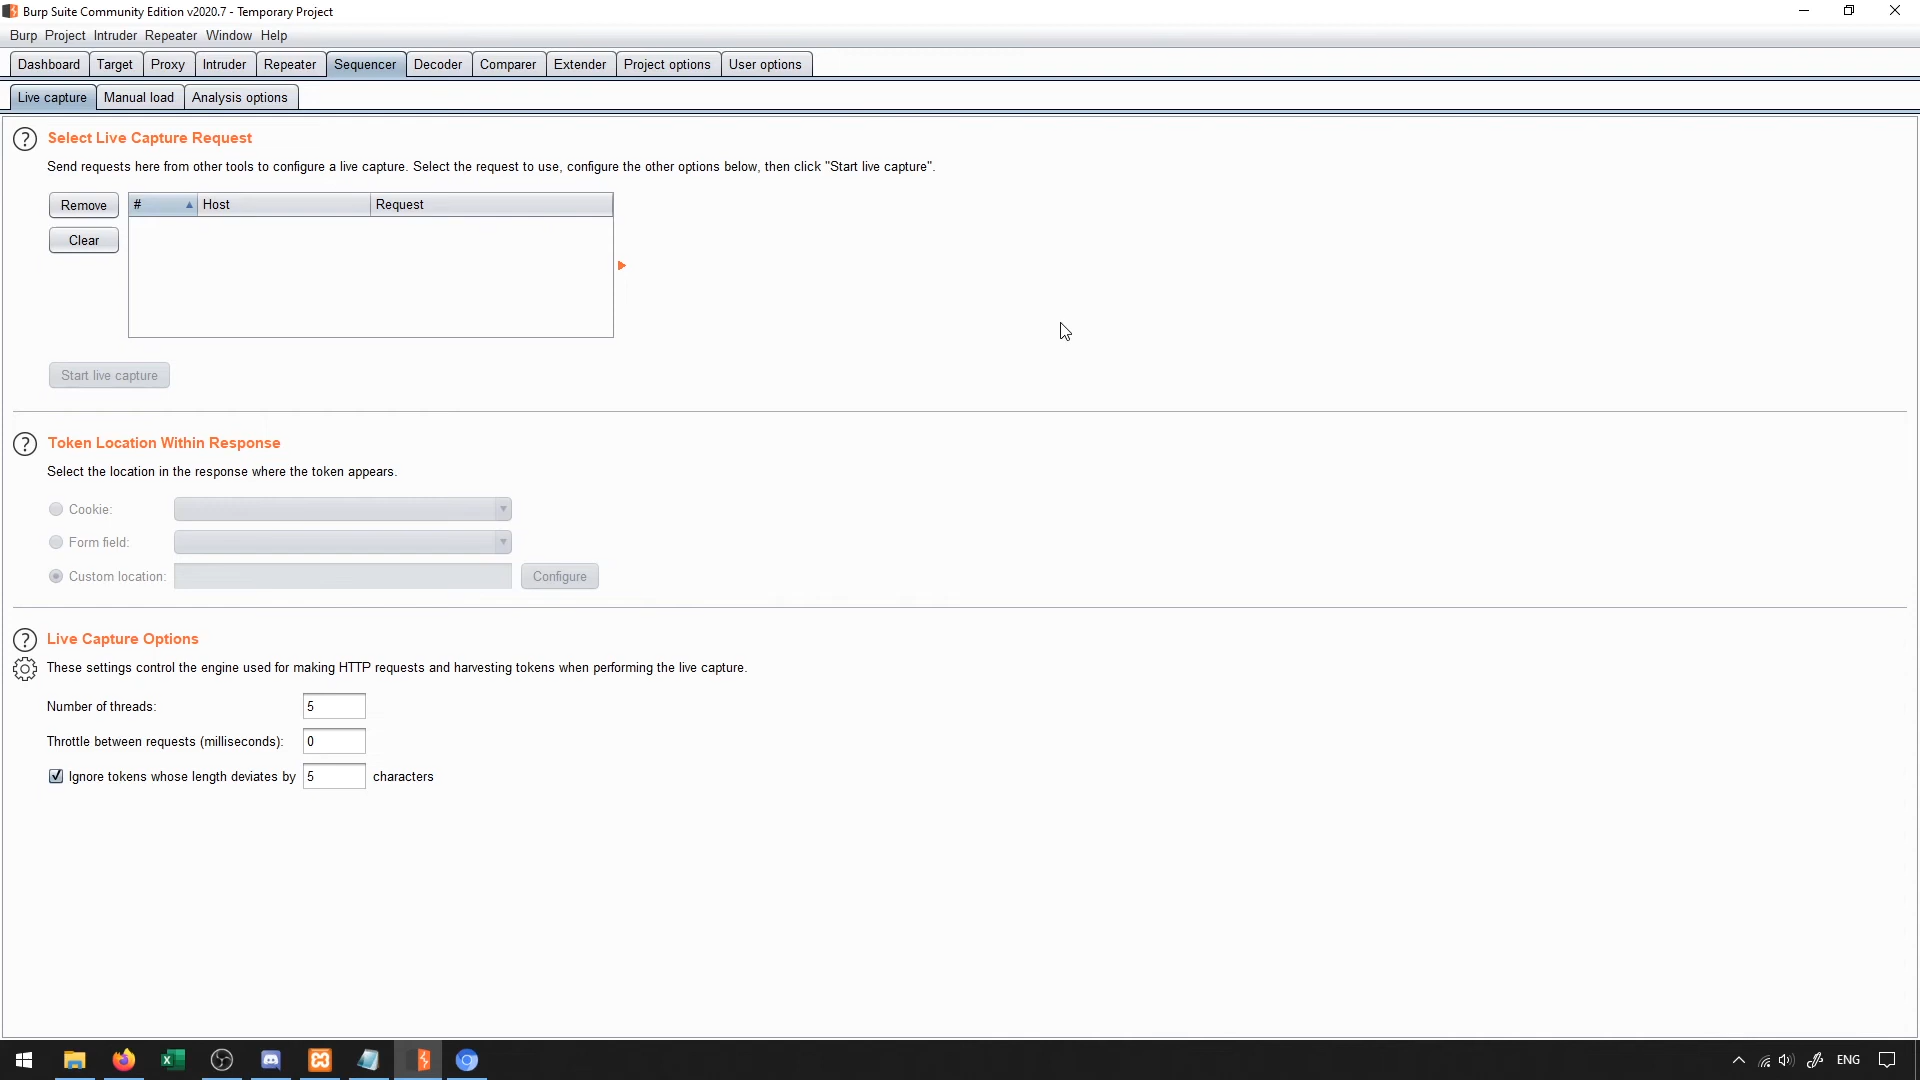 Burp Suite Community Edition v2020.7 - Temporary Project
Burp Project Intruder Repeater Window Help
Dashboard Target Proxy Intruder Repeater Sequencer Decoder Comparer Extender Project options User options
Live capture Manual load Analysis options
? Select Live Capture Request
Send requests here from other tools to configure a live capture. Select the request to use, configure the other options below, then click "Start live capture".
Remove # Host Request
Clear
Start live capture
? Token Location Within Response
Select the location in the response where the token appears.
Cookie:
Form field:
Custom location: Configure
? Live Capture Options
These settings control the engine used for making HTTP requests and harvesting tokens when performing the live capture.
Number of threads: 5
Throttle between requests (milliseconds): 0
Ignore tokens whose length deviates by 5 characters
ENG